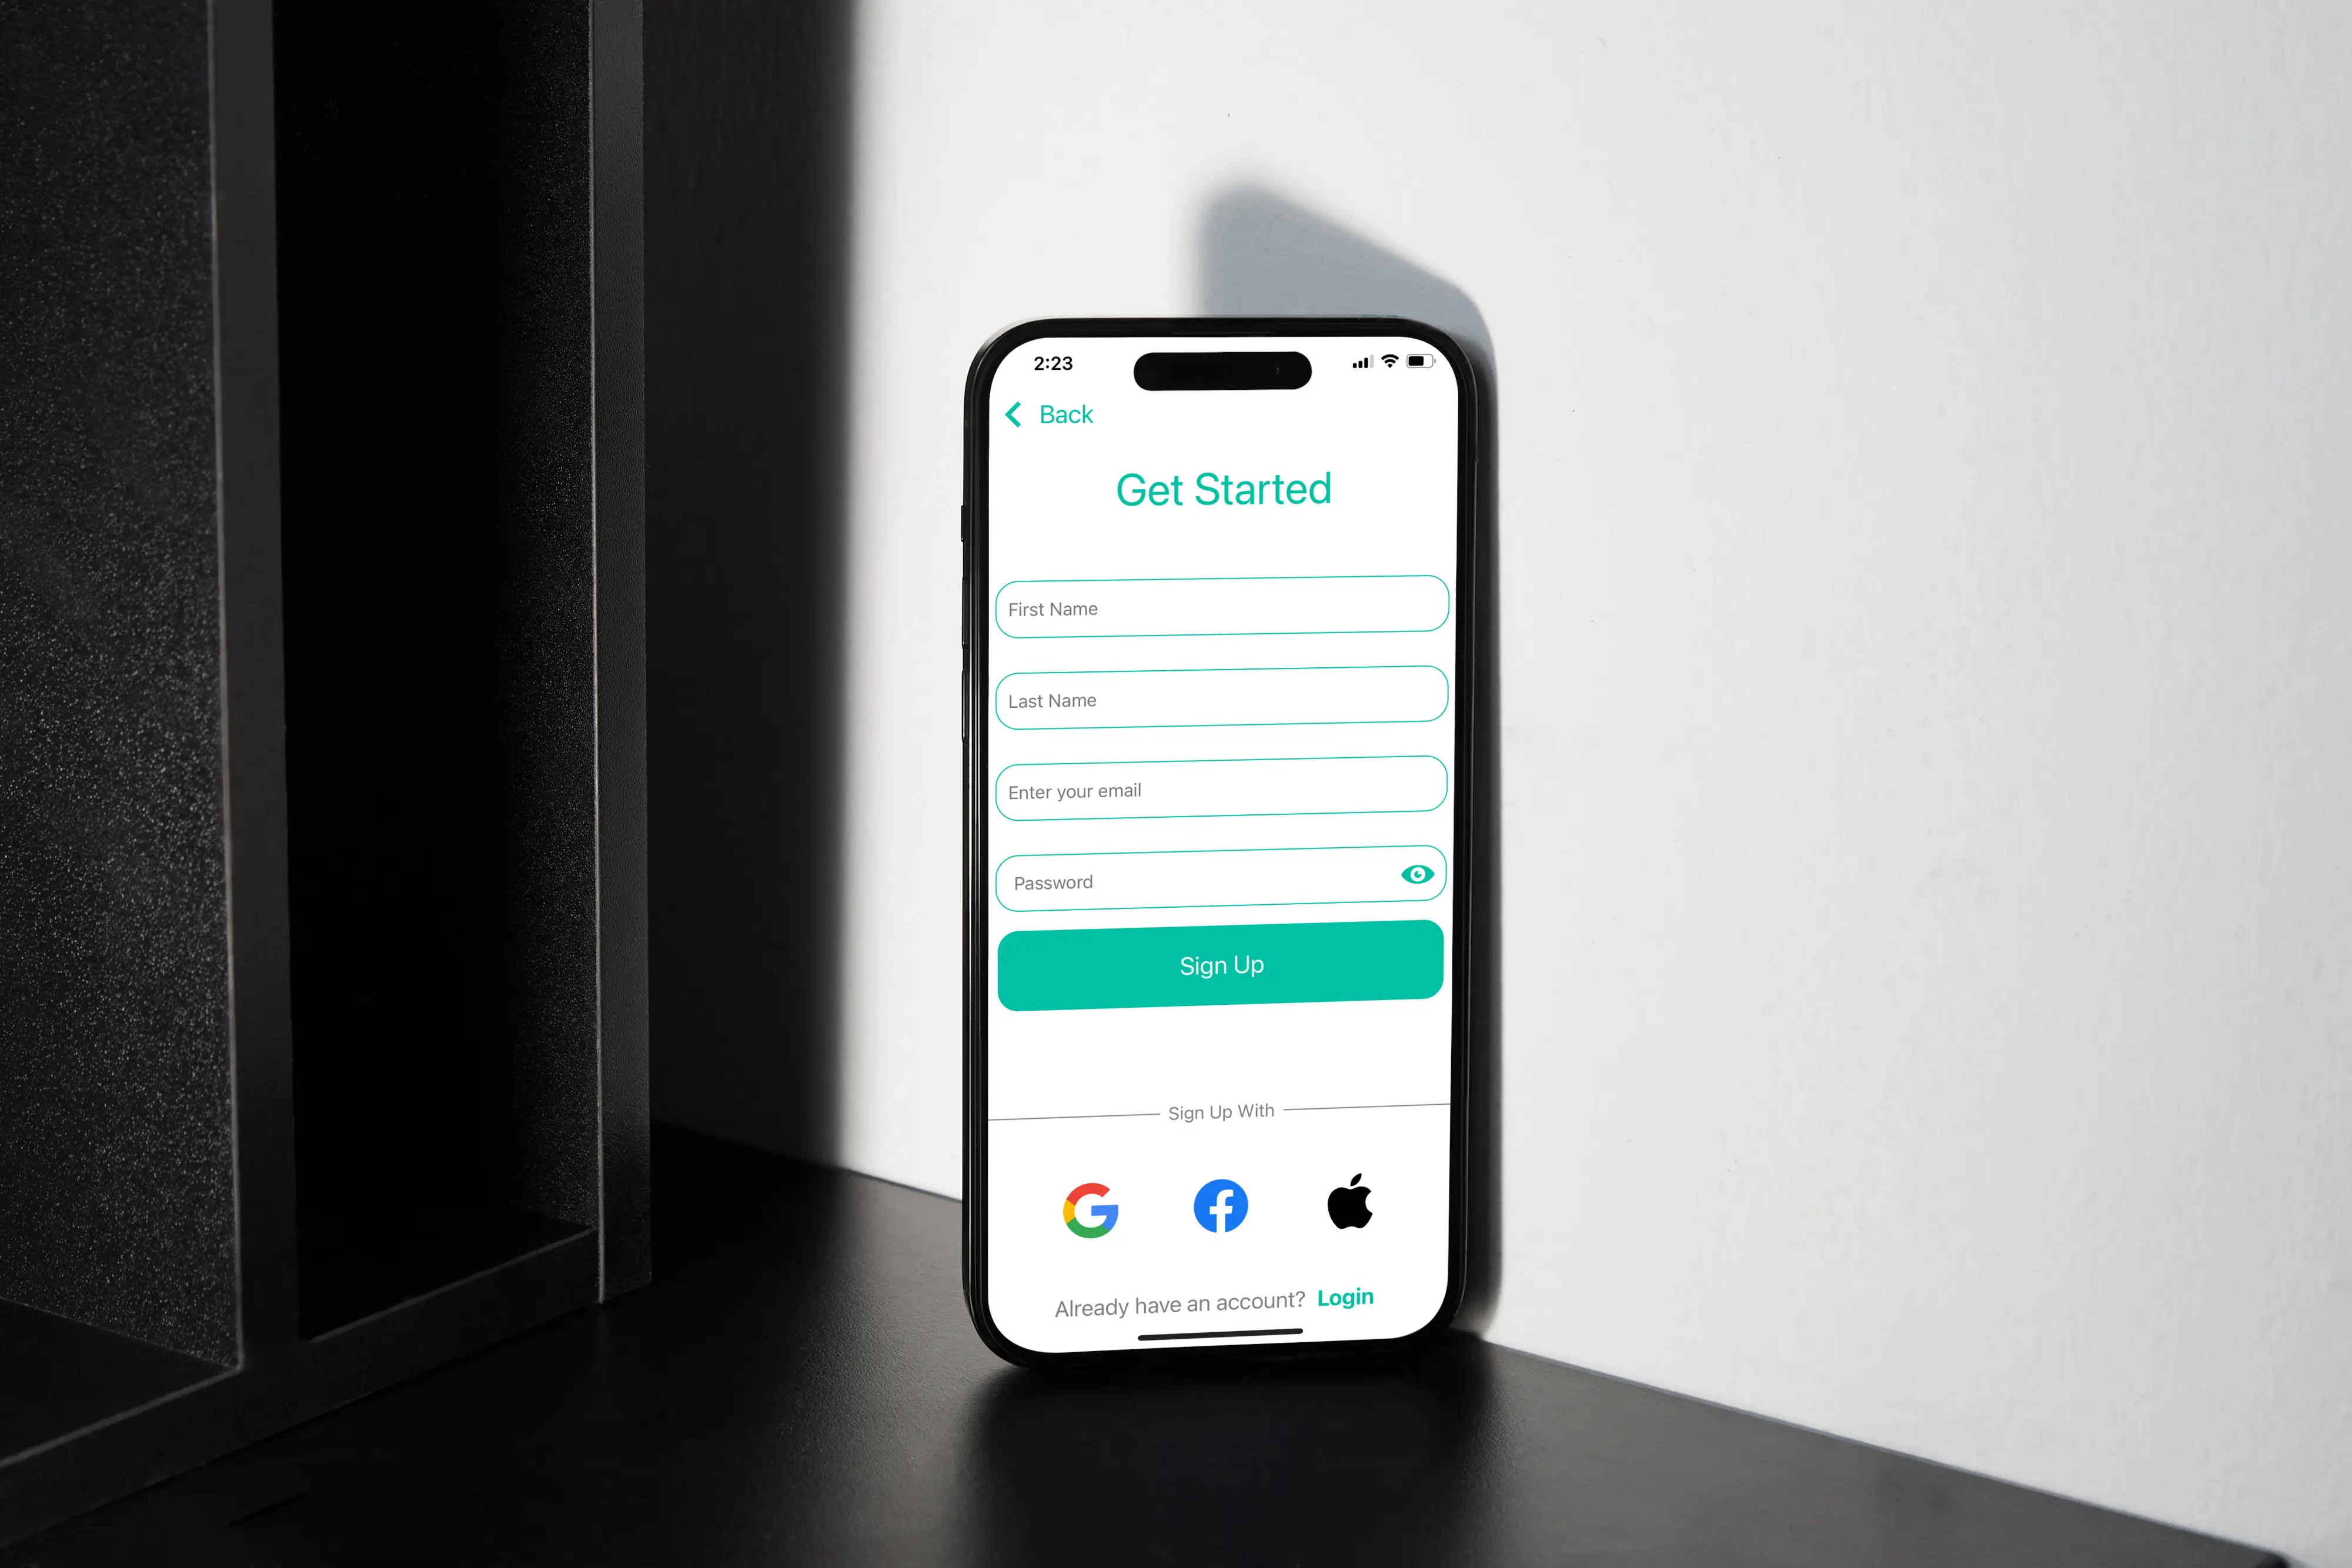 2:23
Back
Get Started
First Name
Last Name
Enter your email
Password
Sign Up
Sign Up With
Already have an account? Login